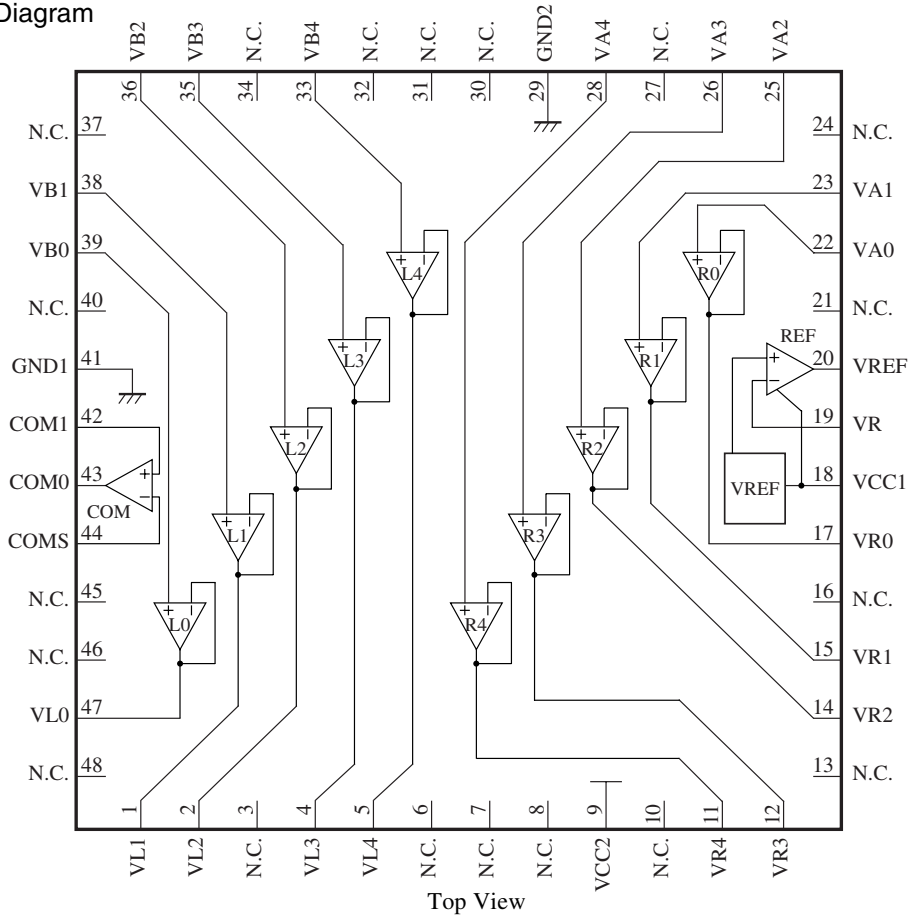 Diagram
VB2
VB3
N.C.
VB4
N.C.
N.C.
N.C.
GND2
VA4
N.C.
VA3
VA2
36
35
34
33
32
31
30
29
28
27
26
25
N.C. 37
24 N.C.
VB1 38
23 VA1
VB0 39
22 VA0
N.C. 40
21 N.C.
GND1 41
20 VREF
COM1 42
19 VR
COM0 43
18 VCC1
COMS 44
17 VR0
N.C. 45
16 N.C.
N.C. 46
15 VR1
VL0 47
14 VR2
N.C. 48
13 N.C.
+ − L4
+ − R0
+ − L3
+ − R1
REF
+
−
+ − L2
+ − R2
+
−
COM
VREF
+ − L1
+ − R3
+ − L0
+ − R4
1
2
3
4
5
6
7
8
9
10
11
12
VL1
VL2
N.C.
VL3
VL4
N.C.
N.C.
N.C.
VCC2
N.C.
VR4
VR3
Top View